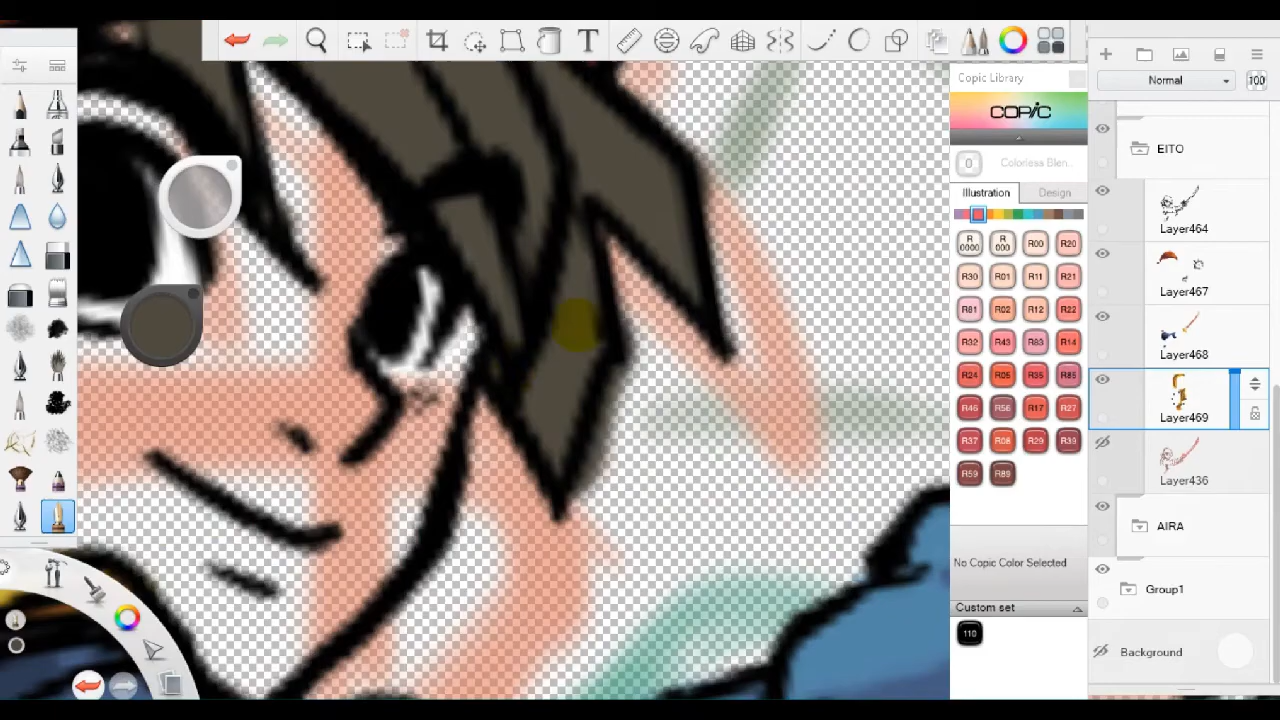 T
Copic Library
COPIC
0 Colorless Blen...
Illustration Design
R0000 R000 R00 R20
R30 R01 R11 R21
R81 R02 R12 R22
R32 R43 R83 R14
R24 R05 R35 R85
R46 R56 R17 R27
R37 R08 R29 R39
R59 R89
No Copic Color Selected
Custom set
110
Normal 100
EITO
Layer464
Layer467
Layer468
Layer469
Layer436
AIRA
Group1
Background